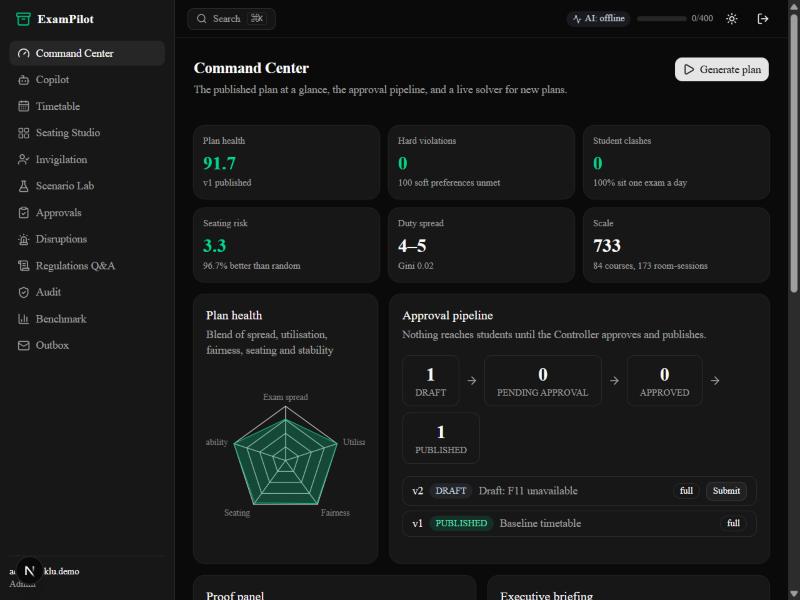 ExamPilot
Search ⌘K
AI: offline
0/400
Command Center
Copilot
Timetable
Seating Studio
Invigilation
Scenario Lab
Approvals
Disruptions
Regulations Q&A
Audit
Benchmark
Outbox
N
klu.demo
Command Center
Generate plan
The published plan at a glance, the approval pipeline, and a live solver for new plans.
Plan health
91.7
v1 published
Hard violations
0
100 soft preferences unmet
Student clashes
0
100% sit one exam a day
Seating risk
3.3
96.7% better than random
Duty spread
4–5
Gini 0.02
Scale
733
84 courses, 173 room-sessions
Plan health
Blend of spread, utilisation,
fairness, seating and stability
Exam spread
ability
Utilisa
Seating
Fairness
Approval pipeline
Nothing reaches students until the Controller approves and publishes.
1
DRAFT
0
PENDING APPROVAL
0
APPROVED
1
PUBLISHED
v2 DRAFT Draft: F11 unavailable full Submit
v1 PUBLISHED Baseline timetable full
Proof panel
Executive briefing